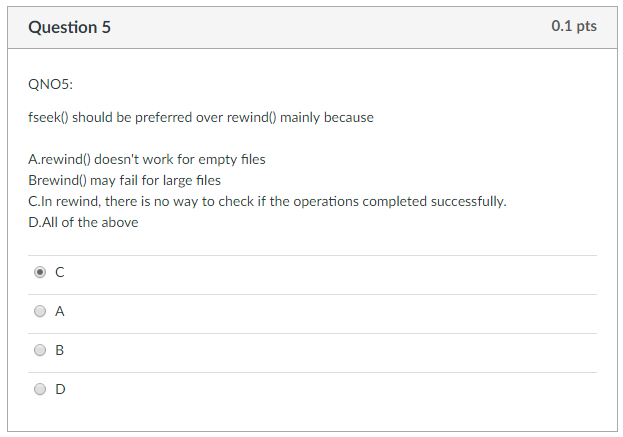 Question 5
0.1 pts
QNO5:
fseek() should be preferred over rewind() mainly because
A.rewind() doesn't work for empty files
Brewind() may fail for large files
C.In rewind, there is no way to check if the operations completed successfully.
D.All of the above
C
A
B
D